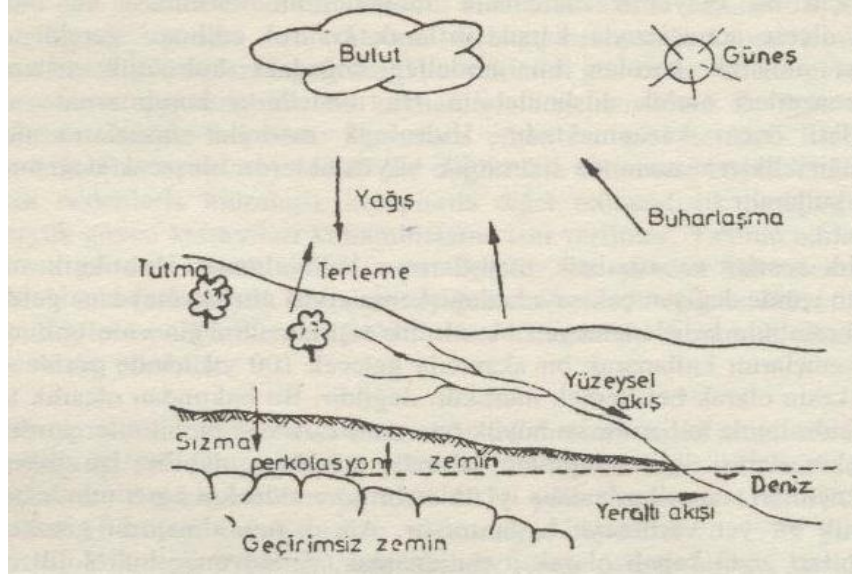 Bulut
Güneş
Yağış
Buharlaşma
Tutma
Terleme
Yüzeysel
akış
Sızma
perkolasyon
zemin
Deniz
Yeraltı akışı
Geçirimsiz zemin